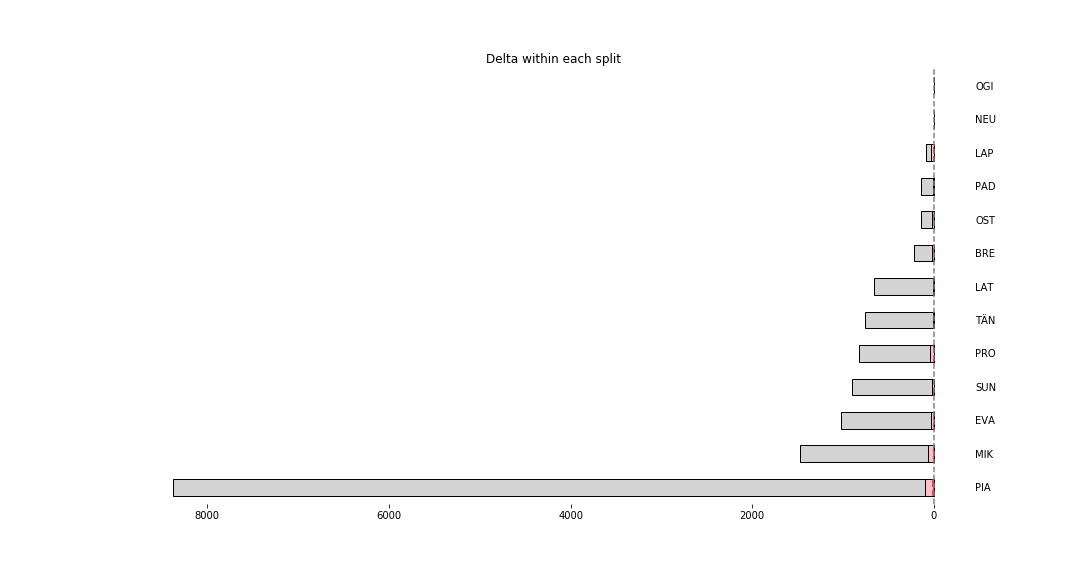 Delta within each split
OGI
NEU
LAP
PAD
OST
BRE
LAT
TÄN
PRO
SUN
EVA
MIK
PIA
8000 6000 4000 2000 0